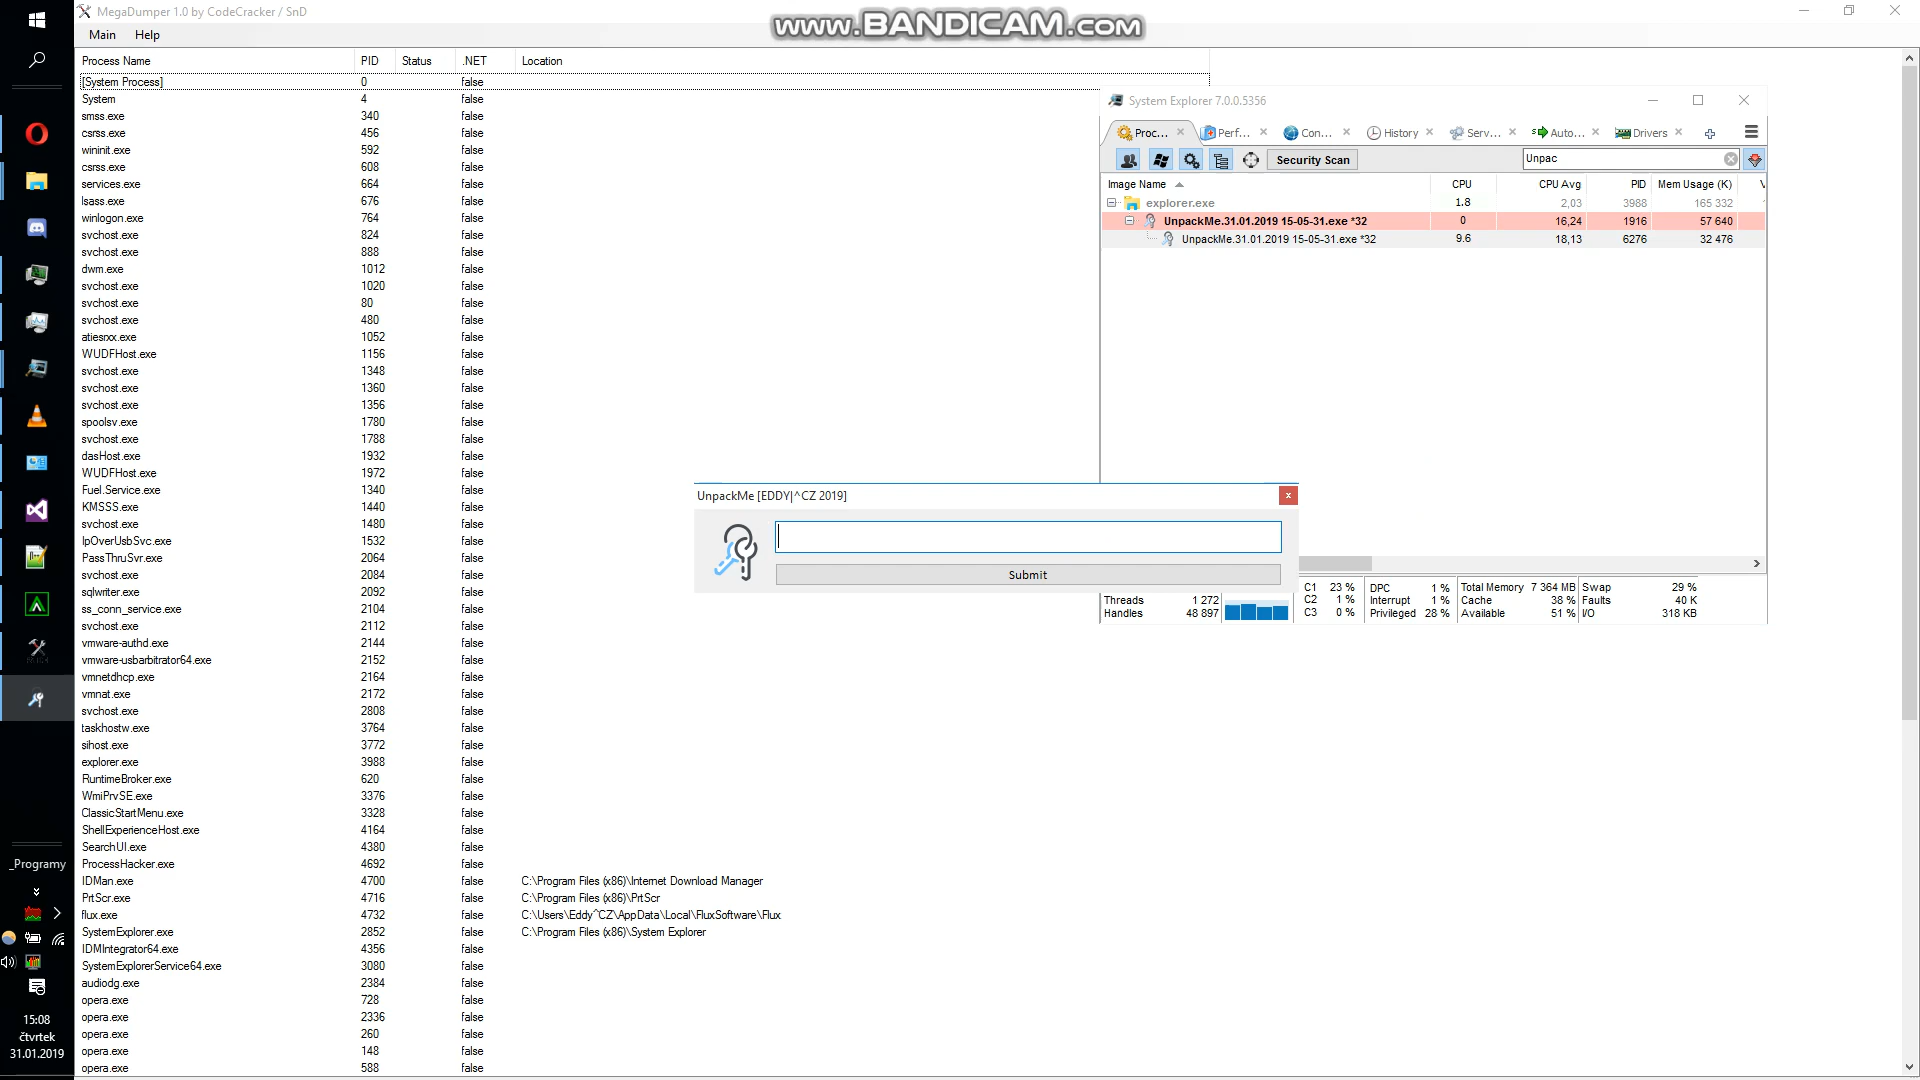 MegaDumper 1.0 by CodeCracker / SnD
www.BANDICAM.com
Main Help
Process Name PID Status .NET Location
[System Process] 0 false
System 4 false
smss.exe 340 false
csrss.exe 456 false
wininit.exe 592 false
csrss.exe 608 false
services.exe 664 false
lsass.exe 676 false
winlogon.exe 764 false
svchost.exe 824 false
svchost.exe 888 false
dwm.exe 1012 false
svchost.exe 1020 false
svchost.exe 80 false
svchost.exe 480 false
atiesrxx.exe 1052 false
WUDFHost.exe 1156 false
svchost.exe 1348 false
svchost.exe 1360 false
svchost.exe 1356 false
spoolsv.exe 1780 false
svchost.exe 1788 false
dasHost.exe 1932 false
WUDFHost.exe 1972 false
Fuel.Service.exe 1340 false
KMSSS.exe 1440 false
svchost.exe 1480 false
IpOverUsbSvc.exe 1532 false
PassThruSvr.exe 2064 false
svchost.exe 2084 false
sqlwriter.exe 2092 false
ss_conn_service.exe 2104 false
svchost.exe 2112 false
vmware-authd.exe 2144 false
vmware-usbarbitrator64.exe 2152 false
vmnetdhcp.exe 2164 false
vmnat.exe 2172 false
svchost.exe 2808 false
taskhostw.exe 3764 false
sihost.exe 3772 false
explorer.exe 3988 false
RuntimeBroker.exe 620 false
WmiPrvSE.exe 3376 false
ClassicStartMenu.exe 3328 false
ShellExperienceHost.exe 4164 false
SearchUI.exe 4380 false
ProcessHacker.exe 4692 false
IDMan.exe 4700 false C:\Program Files (x86)\Internet Download Manager
PrtScr.exe 4716 false C:\Program Files (x86)\PrtScr
flux.exe 4732 false C:\Users\Eddy^CZ\AppData\Local\FluxSoftware\Flux
SystemExplorer.exe 2852 false C:\Program Files (x86)\System Explorer
IDMIntegrator64.exe 4356 false
SystemExplorerService64.exe 3080 false
audiodg.exe 2384 false
opera.exe 728 false
opera.exe 2336 false
opera.exe 260 false
opera.exe 148 false
opera.exe 588 false
System Explorer 7.0.0.5356
Proc... Perf... Con... History Serv... Auto... Drivers
Security Scan Unpac
Image Name CPU CPU Avg PID Mem Usage (K)
explorer.exe 1.8 2,03 3988 165 332
UnpackMe.31.01.2019 15-05-31.exe *32 0 16,24 1916 57 640
UnpackMe.31.01.2019 15-05-31.exe *32 9.6 18,13 6276 32 476
UnpackMe [EDDY|^CZ 2019]
Submit
C1 23 % DPC 1 % Total Memory 7 364 MB Swap 29 %
Threads 1 272 C2 1 % Interrupt 1 % Cache 38 % Faults 40 K
Handles 48 897 C3 0 % Privileged 28 % Available 51 % I/O 318 KB
_Programy
15:08
čtvrtek
31.01.2019